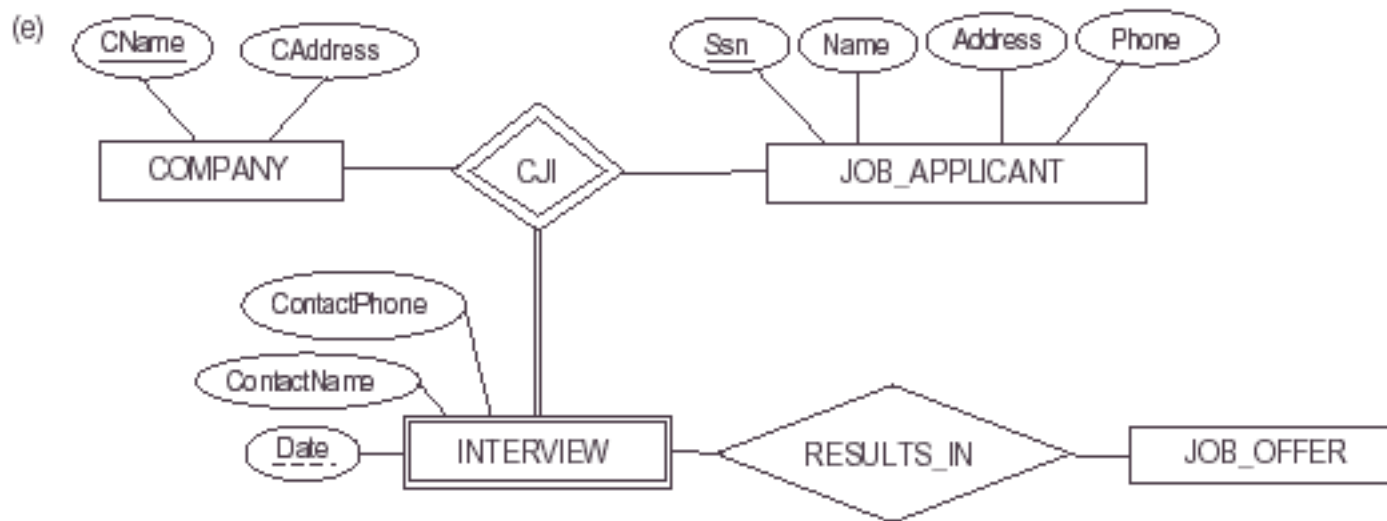 (e)
CName
CAddress
Ssn
Name
Address
Phone
COMPANY
CJI
JOB_APPLICANT
ContactPhone
ContactName
Date
INTERVIEW
RESULTS_IN
JOB_OFFER